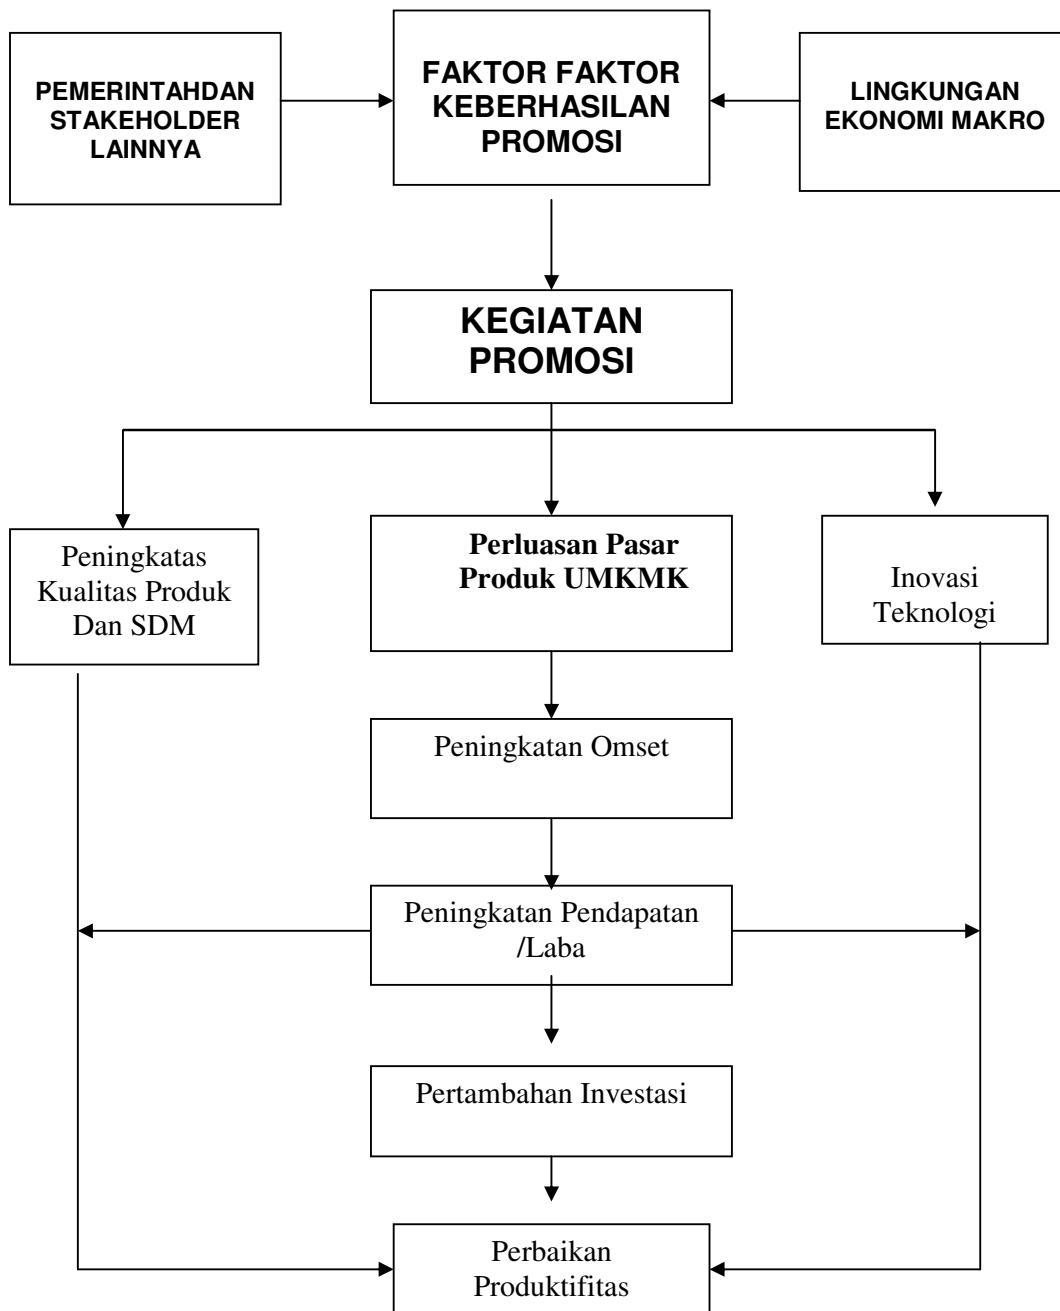 PEMERINTAHDAN
STAKEHOLDER
LAINNYA
FAKTOR FAKTOR
KEBERHASILAN
PROMOSI
LINGKUNGAN
EKONOMI MAKRO
KEGIATAN
PROMOSI
Peningkatas
Kualitas Produk
Dan SDM
Perluasan Pasar
Produk UMKMK
Inovasi
Teknologi
Peningkatan Omset
Peningkatan Pendapatan
/Laba
Pertambahan Investasi
Perbaikan
Produktifitas